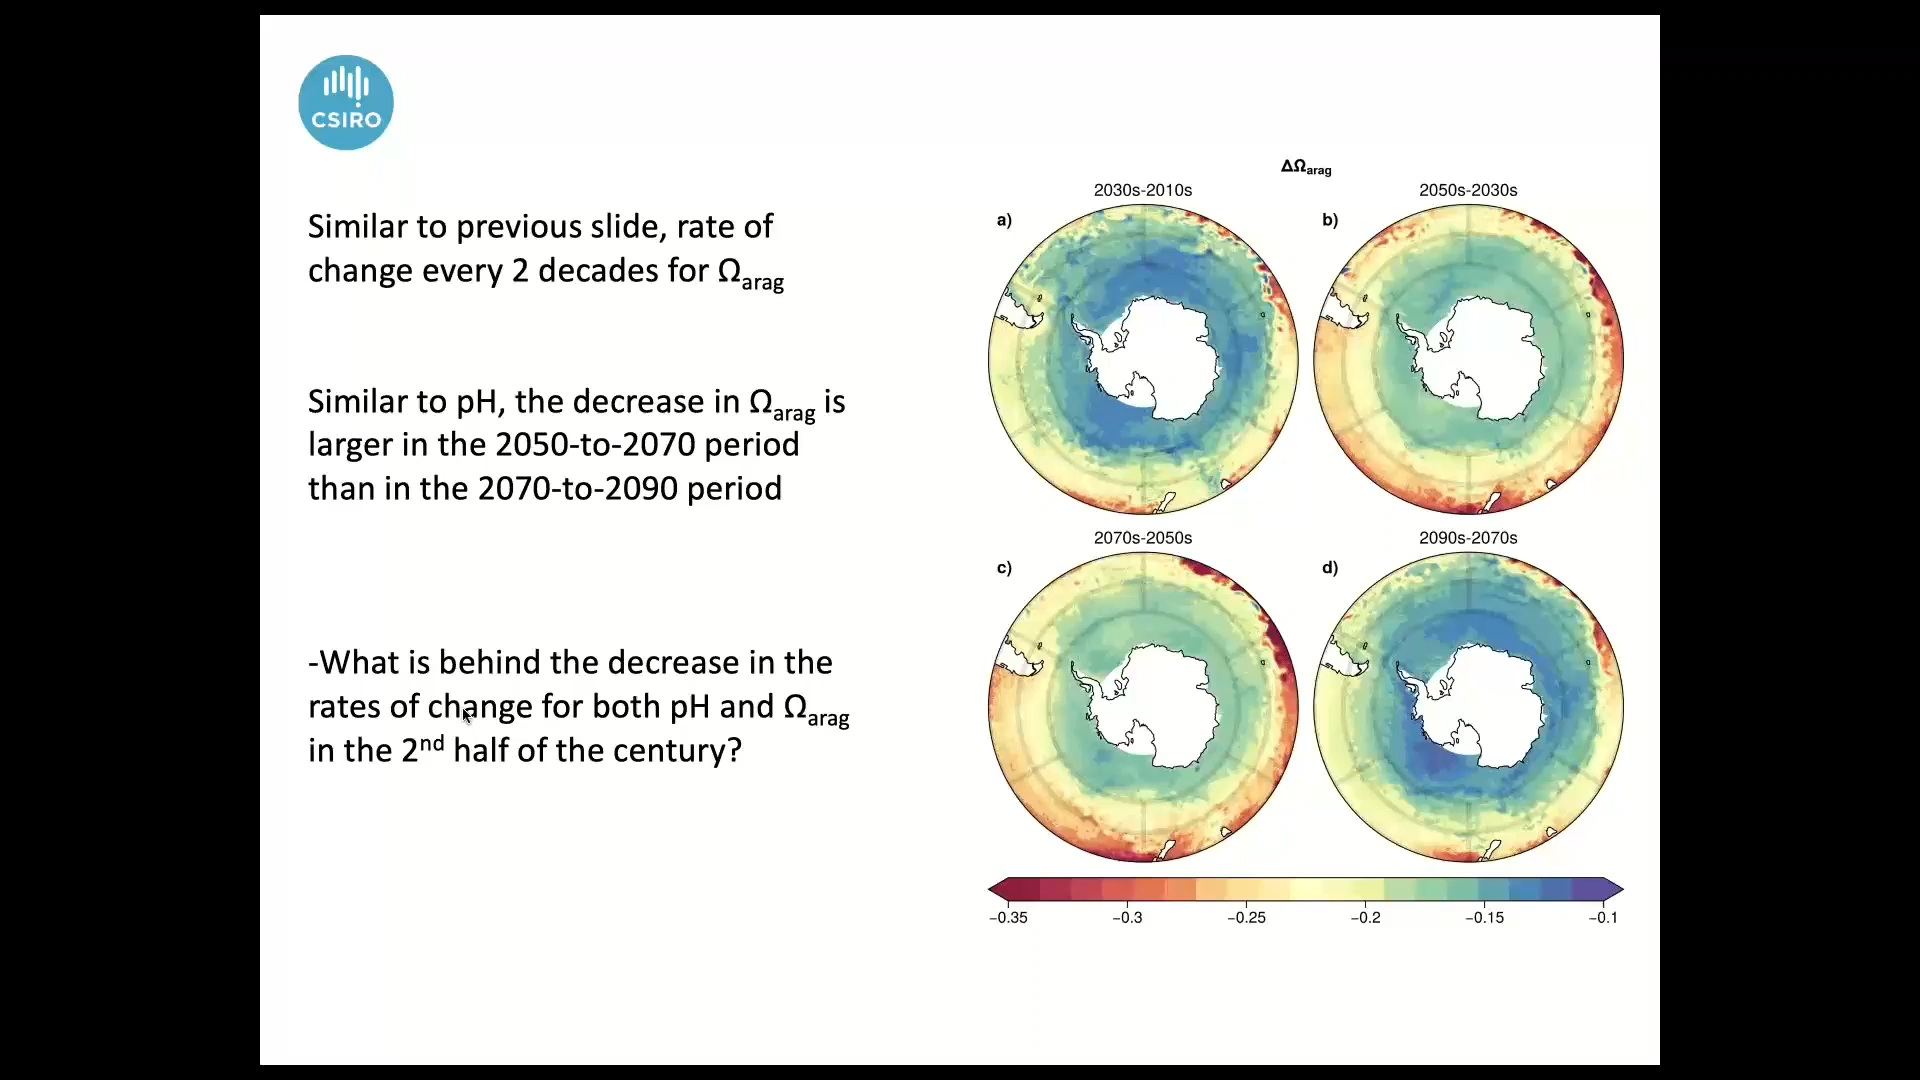 CSIRO
Similar to previous slide, rate of
change every 2 decades for Ωarag
Similar to pH, the decrease in Ωarag is
larger in the 2050-to-2070 period
than in the 2070-to-2090 period
-What is behind the decrease in the
rates of change for both pH and Ωarag
in the 2nd half of the century?
ΔΩarag
2030s-2010s
2050s-2030s
a)
b)
2070s-2050s
2090s-2070s
c)
d)
−0.35 −0.3 −0.25 −0.2 −0.15 −0.1